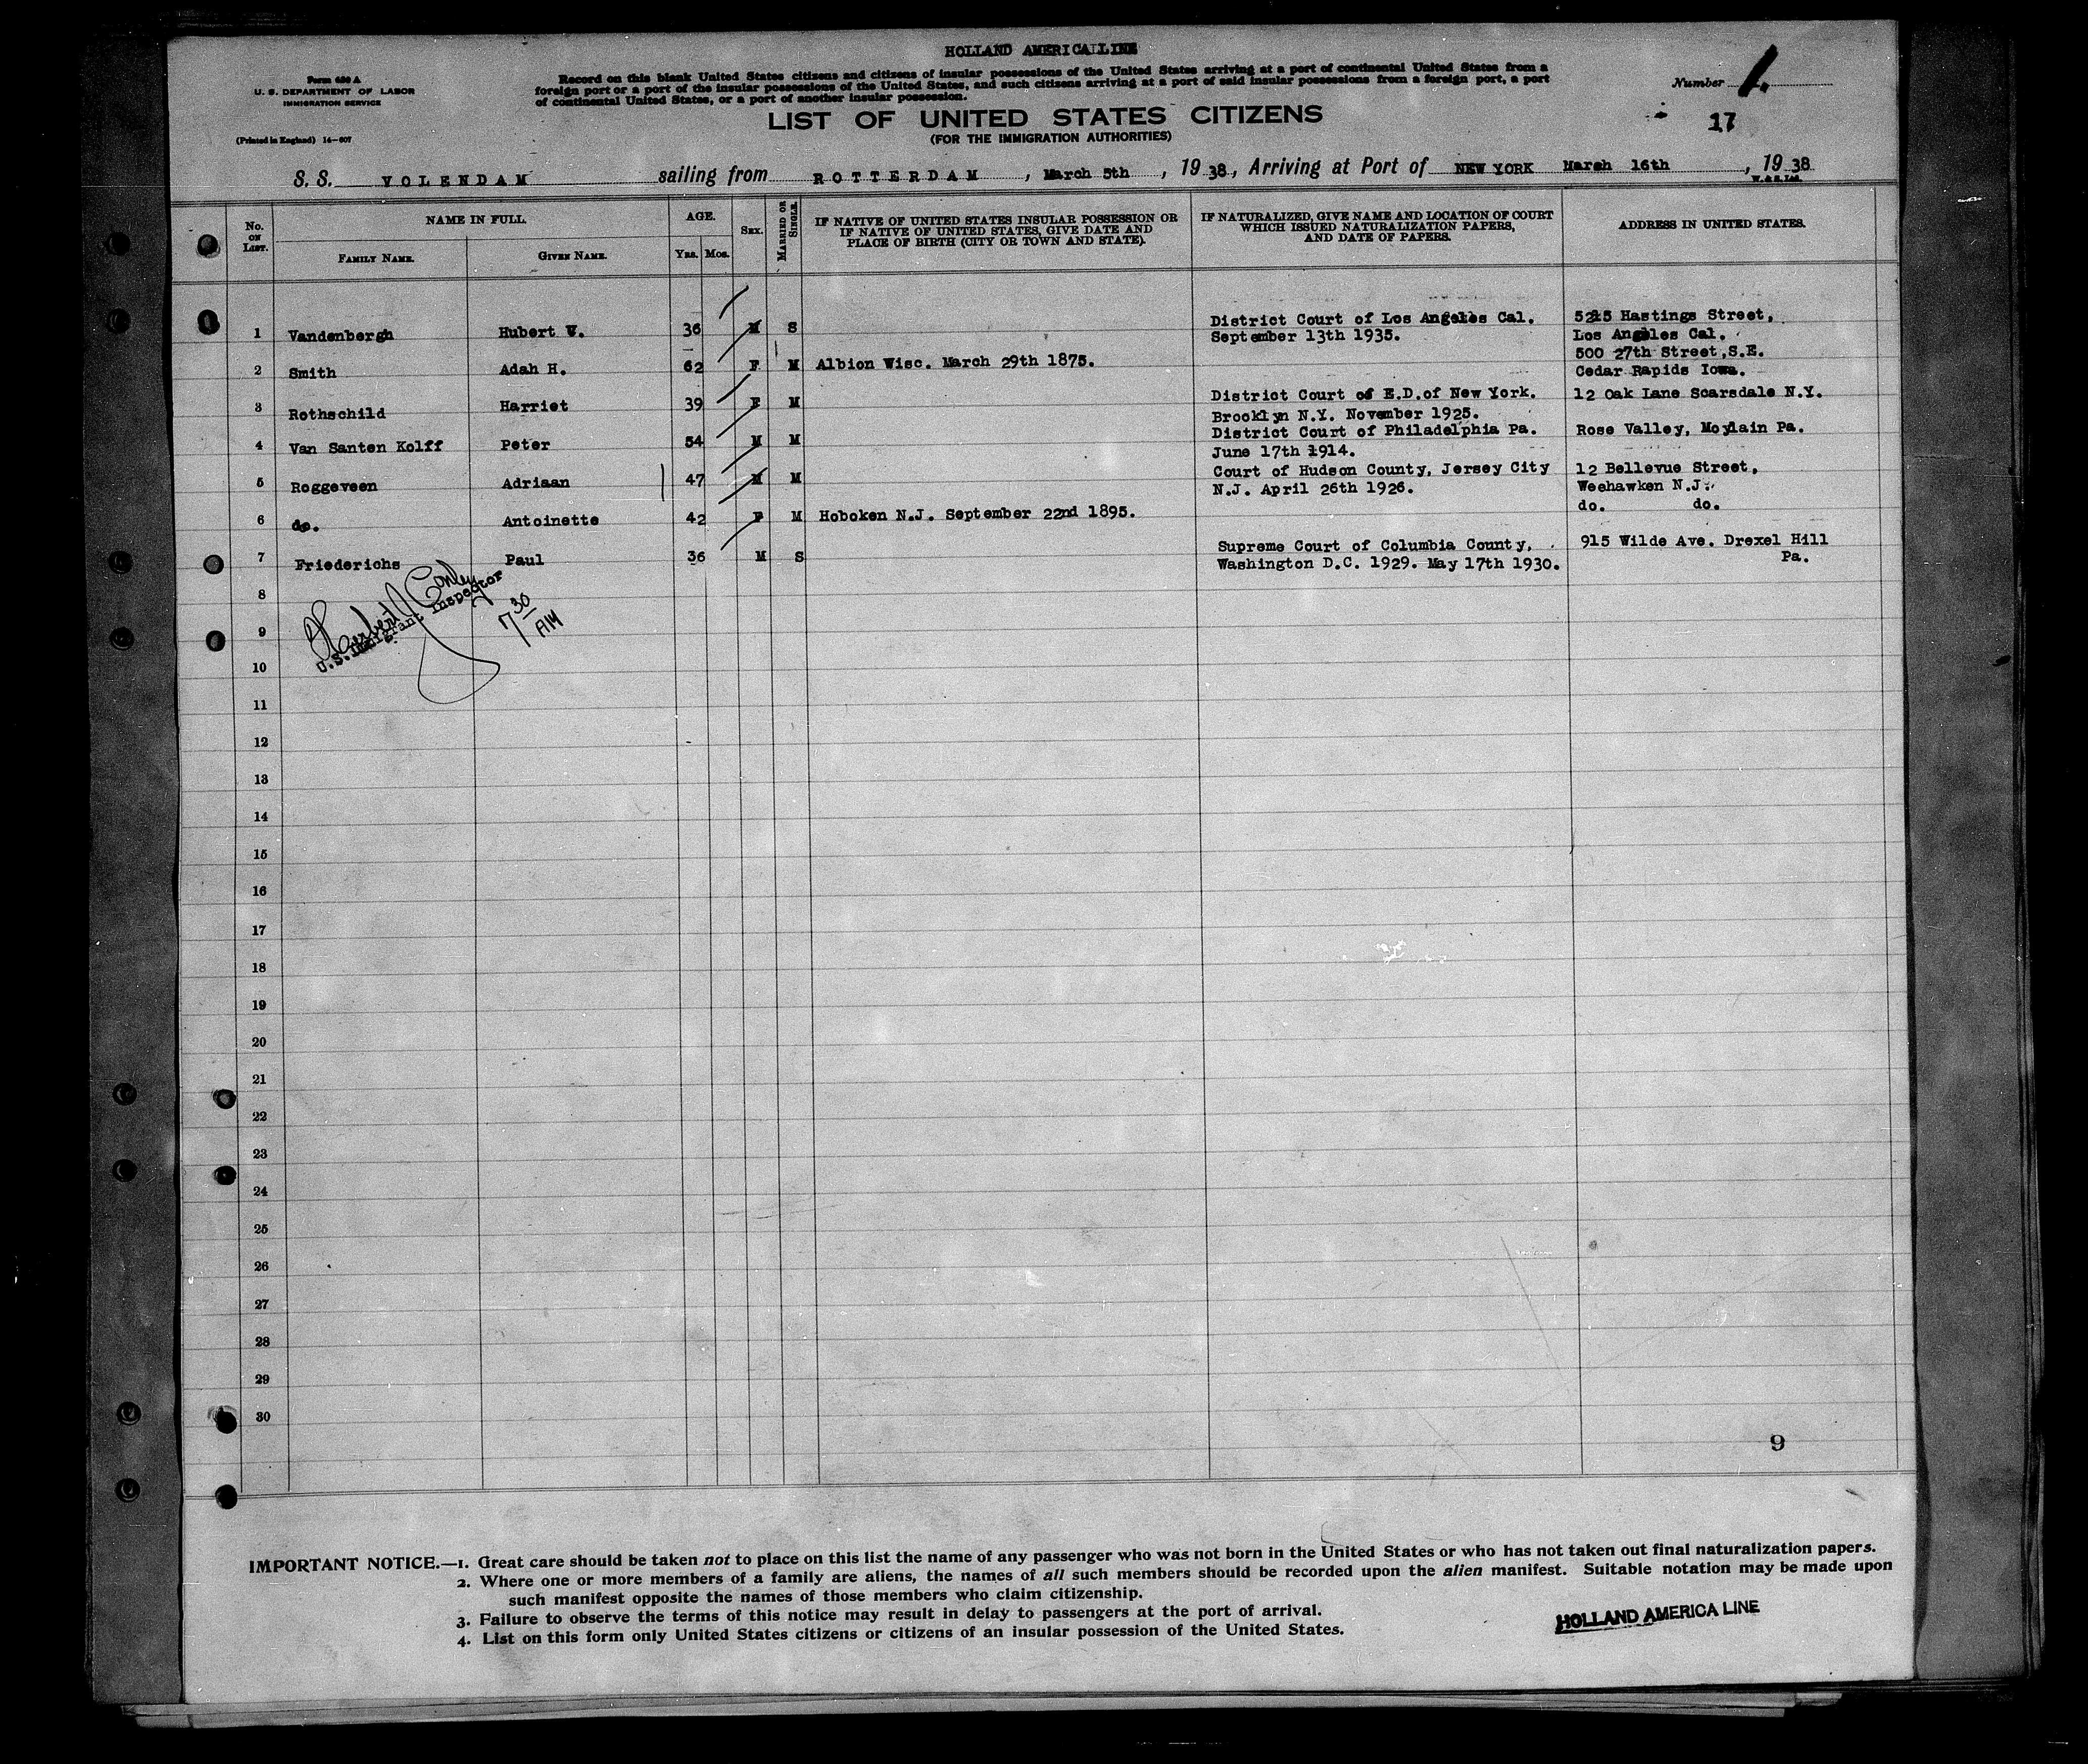 HOLLAND AMERICA LINE
Form 630 A
U. S. DEPARTMENT OF LABOR
IMMIGRATION SERVICE
(Printed in England) 14—607
Record on this blank United States citizens and citizens of insular possessions of the United States arriving at a port of continental United States from a
foreign port or a port of the insular possessions of the United States, and such citizens arriving at a port of said insular possessions from a foreign port, a port
of continental United States, or a port of another insular possession.
Number 1.
17
LIST OF UNITED STATES CITIZENS
(FOR THE IMMIGRATION AUTHORITIES)
S. S. VOLENDAM sailing from ROTTERDAM, March 5th, 1938, Arriving at Port of NEW YORK March 16th, 1938
No. ON LIST.
NAME IN FULL.
FAMILY NAME.
GIVEN NAME.
AGE.
YRS. MOS.
SEX.
MARRIED OR SINGLE.
IF NATIVE OF UNITED STATES INSULAR POSSESSION OR
IF NATIVE OF UNITED STATES, GIVE DATE AND
PLACE OF BIRTH (CITY OR TOWN AND STATE).
IF NATURALIZED, GIVE NAME AND LOCATION OF COURT
WHICH ISSUED NATURALIZATION PAPERS,
AND DATE OF PAPERS.
ADDRESS IN UNITED STATES.
1 Vandenbergh Hubert W. 36 M S District Court of Los Angeles Cal. 5225 Hastings Street,
September 13th 1935. Los Angeles Cal.
2 Smith Adah H. 62 F M Albion Wisc. March 29th 1875. 500 27th Street,S.E.
Cedar Rapids Iowa.
3 Rothschild Harriet 39 F M District Court of E.D.of New York. 12 Oak Lane Scarsdale N.Y.
Brooklyn N.Y. November 1925.
4 Van Santen Kolff Peter 54 M M District Court of Philadelphia Pa. Rose Valley, Moylain Pa.
June 17th 1914.
5 Roggeveen Adriaan 47 M M Court of Hudson County, Jersey City 12 Bellevue Street,
N.J. April 26th 1926. Weehawken N.J.
6 do. Antoinette 42 F M Hoboken N.J. September 22nd 1895. do. do.
7 Friederichs Paul 36 M S Supreme Court of Columbia County, 915 Wilde Ave. Drexel Hill
Washington D.C. 1929. May 17th 1930. Pa.
U.S. Immigrant Inspector
7 30 AM
8
9
10
11
12
13
14
15
16
17
18
19
20
21
22
23
24
25
26
27
28
29
30
9
IMPORTANT NOTICE.—1. Great care should be taken not to place on this list the name of any passenger who was not born in the United States or who has not taken out final naturalization papers.
2. Where one or more members of a family are aliens, the names of all such members should be recorded upon the alien manifest. Suitable notation may be made upon
such manifest opposite the names of those members who claim citizenship.
3. Failure to observe the terms of this notice may result in delay to passengers at the port of arrival.
4. List on this form only United States citizens or citizens of an insular possession of the United States.
HOLLAND AMERICA LINE